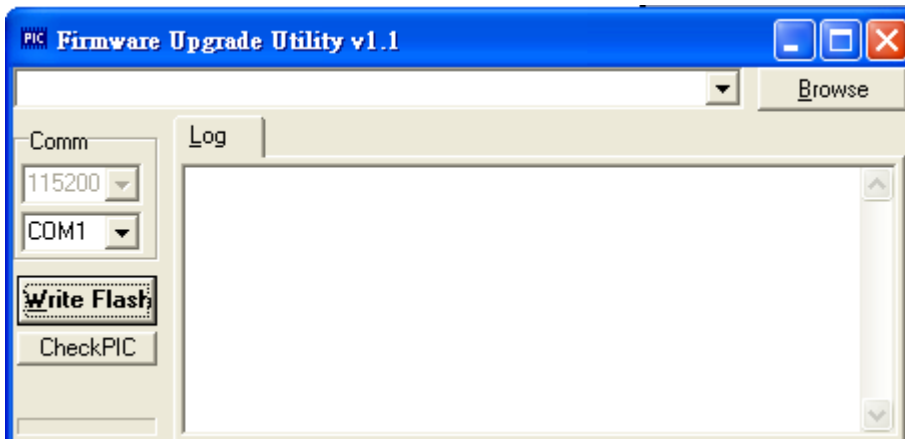 PIC Firmware Upgrade Utility v1.1
Browse
Comm
Log
115200
COM1
Write Flash
CheckPIC